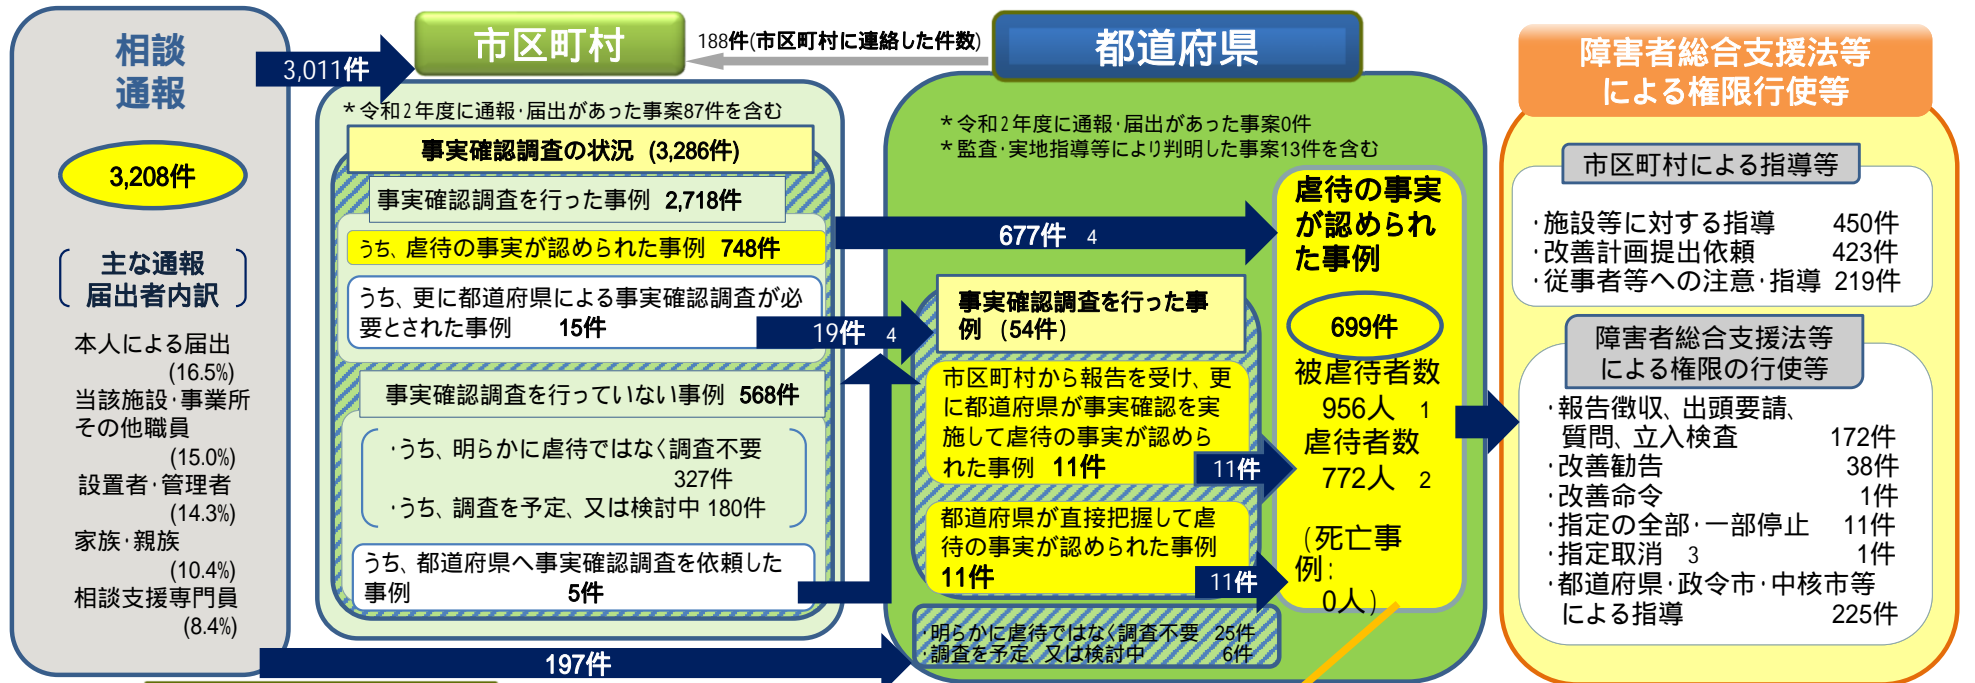 相談
通報
3,208件
主な通報
届出者内訳
本人による届出
(16.5%)
当該施設･事業所
その他職員
(15.0%)
設置者･管理者
(14.3%)
家族･親族
(10.4%)
相談支援専門員
(8.4%)
3,011件
197件
市区町村
188件(市区町村に連絡した件数)
都道府県
*令和2年度に通報･届出があった事案87件を含む
事実確認調査の状況 (3,286件)
事実確認調査を行った事例 2,718件
うち、虐待の事実が認められた事例 748件
うち、更に都道府県による事実確認調査が必
要とされた事例 15件
事実確認調査を行っていない事例 568件
･うち、明らかに虐待ではなく調査不要
327件
･うち、調査を予定、又は検討中 180件
うち、都道府県へ事実確認調査を依頼した
事例 5件
*令和2年度に通報･届出があった事案0件
*監査･実地指導等により判明した事案13件を含む
677件 4
19件 4
事実確認調査を行った事
例 (54件)
市区町村から報告を受け、更
に都道府県が事実確認を実
施して虐待の事実が認めら
れた事例 11件
11件
都道府県が直接把握して虐
待の事実が認められた事例
11件
11件
･明らかに虐待ではなく調査不要 25件
･調査を予定、又は検討中 6件
虐待の事実
が認められ
た事例
699件
被虐待者数
956人 1
虐待者数
772人 2
(死亡事
例:
0人)
障害者総合支援法等
による権限行使等
市区町村による指導等
･施設等に対する指導 450件
･改善計画提出依頼 423件
･従事者等への注意･指導 219件
障害者総合支援法等
による権限の行使等
･報告徴収、出頭要請、
質問、立入検査 172件
･改善勧告 38件
･改善命令 1件
･指定の全部･一部停止 11件
･指定取消 3 1件
･都道府県･政令市･中核市等
による指導 225件